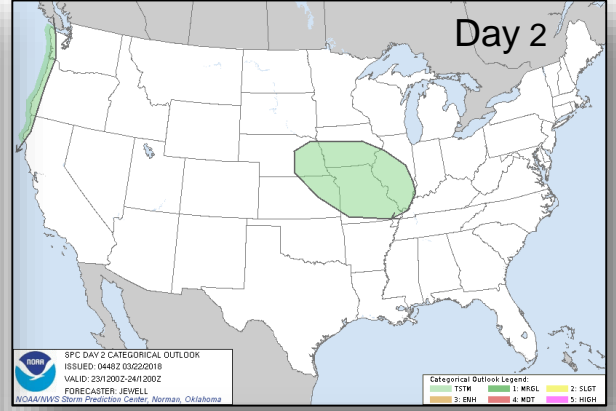 Day 2
NOAA
SPC DAY 2 CATEGORICAL OUTLOOK
ISSUED: 0448Z 03/22/2018
VALID: 23/1200Z-24/1200Z
FORECASTER: JEWELL
NOAA/NWS Storm Prediction Center, Norman, Oklahoma
Categorical Outlook Legend:
TSTM 1: MRGL 2: SLGT
3: ENH 4: MDT 5: HIGH